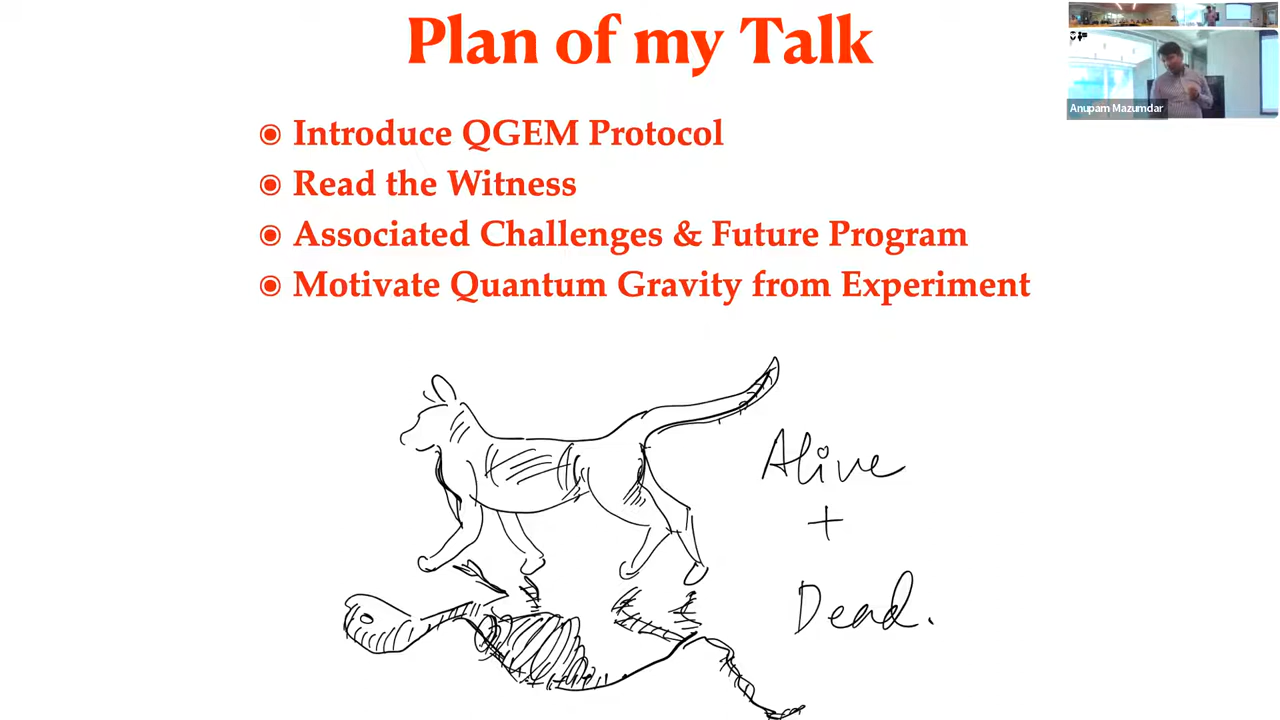 Plan of my Talk
Introduce QGEM Protocol
Read the Witness
Associated Challenges & Future Program
Motivate Quantum Gravity from Experiment
Alive
+
Dead.
Anupam Mazumdar